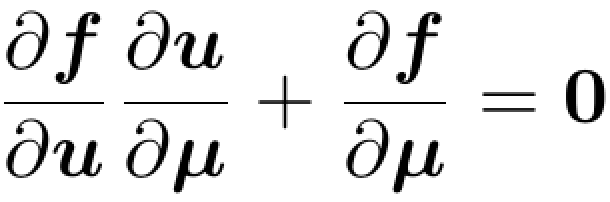 ∂f/∂u ∂u/∂μ + ∂f/∂μ = 0